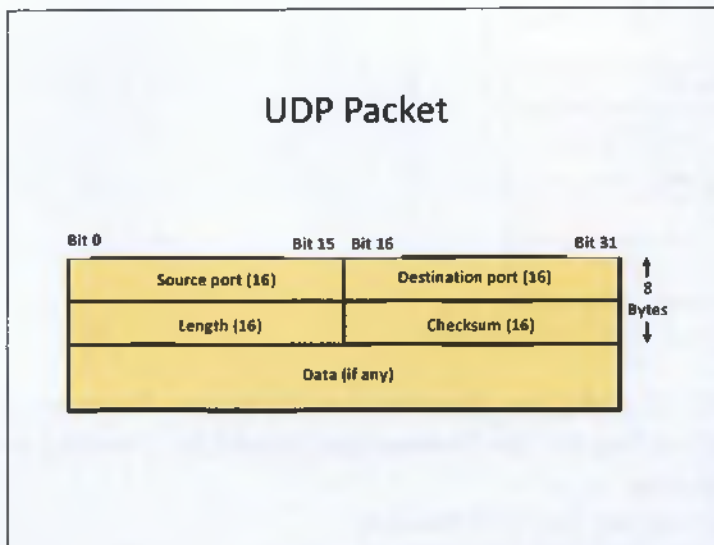 UDP Packet
Bit 0 Bit 15 Bit 16 Bit 31
Source port (16) Destination port (16)
8
Bytes
Length (16) Checksum (16)
Data (if any)